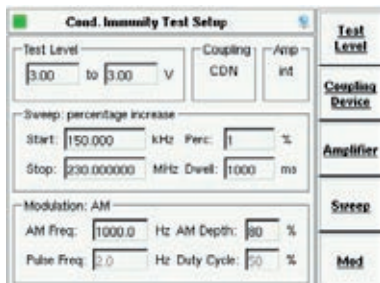 Cond. Immunity Test Setup
Test Level
3.00 to 3.00 V
Coupling
CDN
Amp
int
Sweep: percentage increase
Start: 150.000 kHz Perc: 1 %
Stop: 230.000000 MHz Dwell: 1000 ms
Modulation: AM
AM Freq: 1000.0 Hz AM Depth: 80 %
Pulse Freq: 2.0 Hz Duty Cycle: 50 %
Test
Level
Coupling
Device
Amplifier
Sweep
Mod